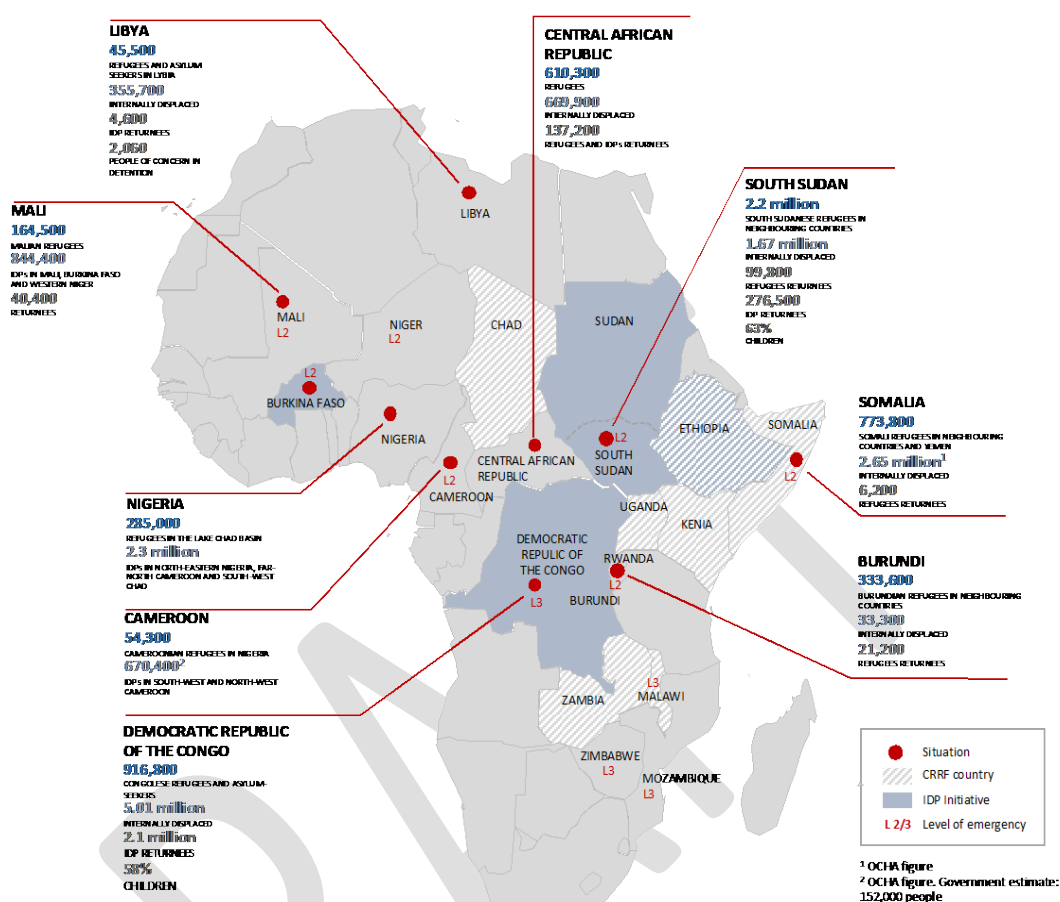 LIBYA
45,500
REFUGEES AND ASYLUM
SEEKERS IN LYBIA
355,700
INTERNALLY DISPLACED
4,600
IDP RETURNEES
2,060
PEOPLE OF CONCERN IN
DETENTION
CENTRAL AFRICAN
REPUBLIC
610,300
REFUGEES
669,900
INTERNALLY DISPLACED
137,200
REFUGEES AND IDPs RETURNEES
SOUTH SUDAN
2.2 million
SOUTH SUDANESE REFUGEES IN
NEIGHBOURING COUNTRIES
1.67 million
INTERNALLY DISPLACED
99,800
REFUGEES RETURNEES
276,500
IDP RETURNEES
63%
CHILDREN
MALI
164,500
MALIAN REFUGEES
844,400
IDPs IN MALI, BURKINA FASO
AND WESTERN NIGER
40,400
RETURNEES
LIBYA
MALI
L2
NIGER
L2
CHAD
SUDAN
L2
BURKINA FASO
NIGERIA
L2
CAMEROON
CENTRAL AFRICAN
REPUBLIC
L2
SOUTH
SUDAN
ETHIOPIA
SOMALIA
L2
UGANDA
KENIA
DEMOCRATIC
REPULIC OF
THE CONGO
L3
RWANDA
L2
BURUNDI
ZAMBIA
L3
MALAWI
ZIMBABWE
L3
MOZAMBIQUE
L3
SOMALIA
773,800
SOMALI REFUGEES IN NEIGHBOURING
COUNTRIES AND YEMEN
2.65 million1
INTERNALLY DISPLACED
6,200
REFUGEES RETURNEES
NIGERIA
285,000
REFUGEES IN THE LAKE CHAD BASIN
2.3 million
IDPs IN NORTH-EASTERN NIGERIA, FAR-
NORTH CAMEROON AND SOUTH-WEST
CHAD
BURUNDI
333,600
BURUNDIAN REFUGEES IN NEIGHBOURING
COUNTRIES
33,300
INTERNALLY DISPLACED
21,200
REFUGEES RETURNEES
CAMEROON
54,300
CAMEROONIAN REFUGEES IN NIGERIA
670,400²
IDPs IN SOUTH-WEST AND NORTH-WEST
CAMEROON
DEMOCRATIC REPUBLIC
OF THE CONGO
916,800
CONGOLESE REFUGEES AND ASYLUM-
SEEKERS
5.01 million
INTERNALLY DISPLACED
2.1 million
IDP RETURNEES
58%
CHILDREN
Situation
CRRF country
IDP Initiative
L 2/3 Level of emergency
¹ OCHA figure
² OCHA figure. Government estimate:
152,000 people